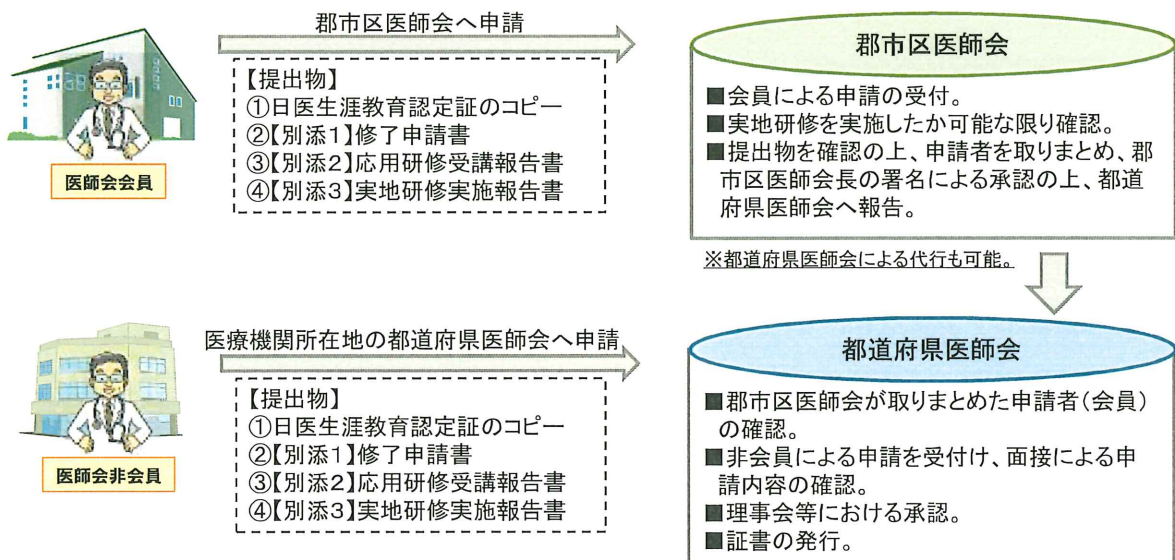 郡市区医師会へ申請
【提出物】
①日医生涯教育認定証のコピー
②【別添1】修了申請書
③【別添2】応用研修受講報告書
④【別添3】実地研修実施報告書
医師会会員
郡市区医師会
■会員による申請の受付。
■実地研修を実施したか可能な限り確認。
■提出物を確認の上、申請者を取りまとめ、郡
市区医師会長の署名による承認の上、都道
府県医師会へ報告。
※都道府県医師会による代行も可能。
医療機関所在地の都道府県医師会へ申請
【提出物】
①日医生涯教育認定証のコピー
②【別添1】修了申請書
③【別添2】応用研修受講報告書
④【別添3】実地研修実施報告書
医師会非会員
都道府県医師会
■郡市区医師会が取りまとめた申請者(会員)
の確認。
■非会員による申請を受付け、面接による申
請内容の確認。
■理事会等における承認。
■証書の発行。